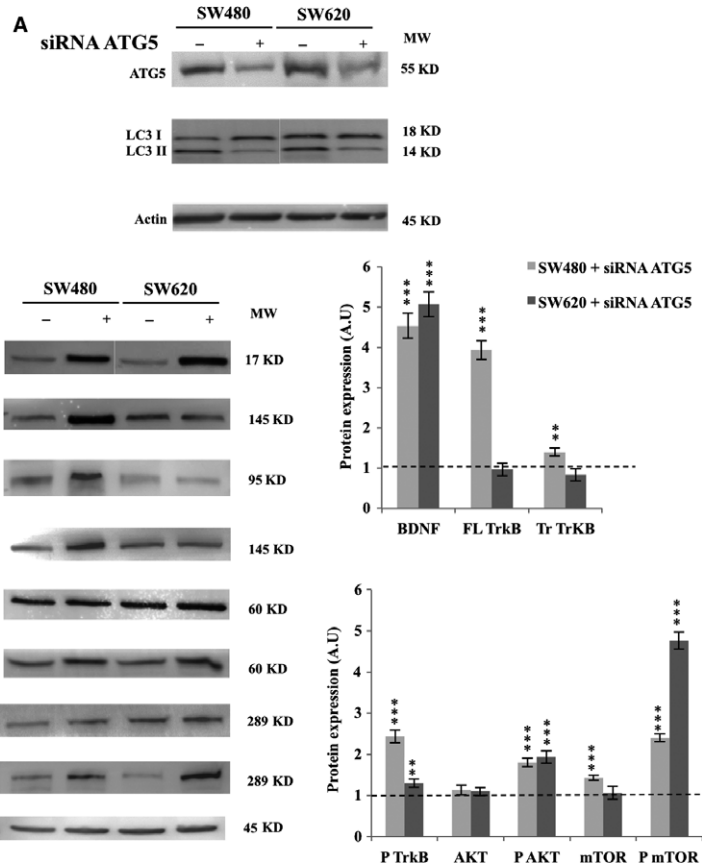 A
SW480 SW620
siRNA ATG5 – + – + MW
ATG5 55 KD
LC3 I 18 KD
LC3 II 14 KD
Actin 45 KD
SW480 SW620
– + – + MW
17 KD
145 KD
95 KD
145 KD
60 KD
60 KD
289 KD
289 KD
45 KD
SW480 + siRNA ATG5
SW620 + siRNA ATG5
Protein expression (A.U)
6
5
4
3
2
1
0
*** *** *** **
BDNF FL TrkB Tr TrKB
Protein expression (A.U)
6
5
4
3
2
1
0
*** ** *** *** *** *** ***
P TrkB AKT P AKT mTOR P mTOR